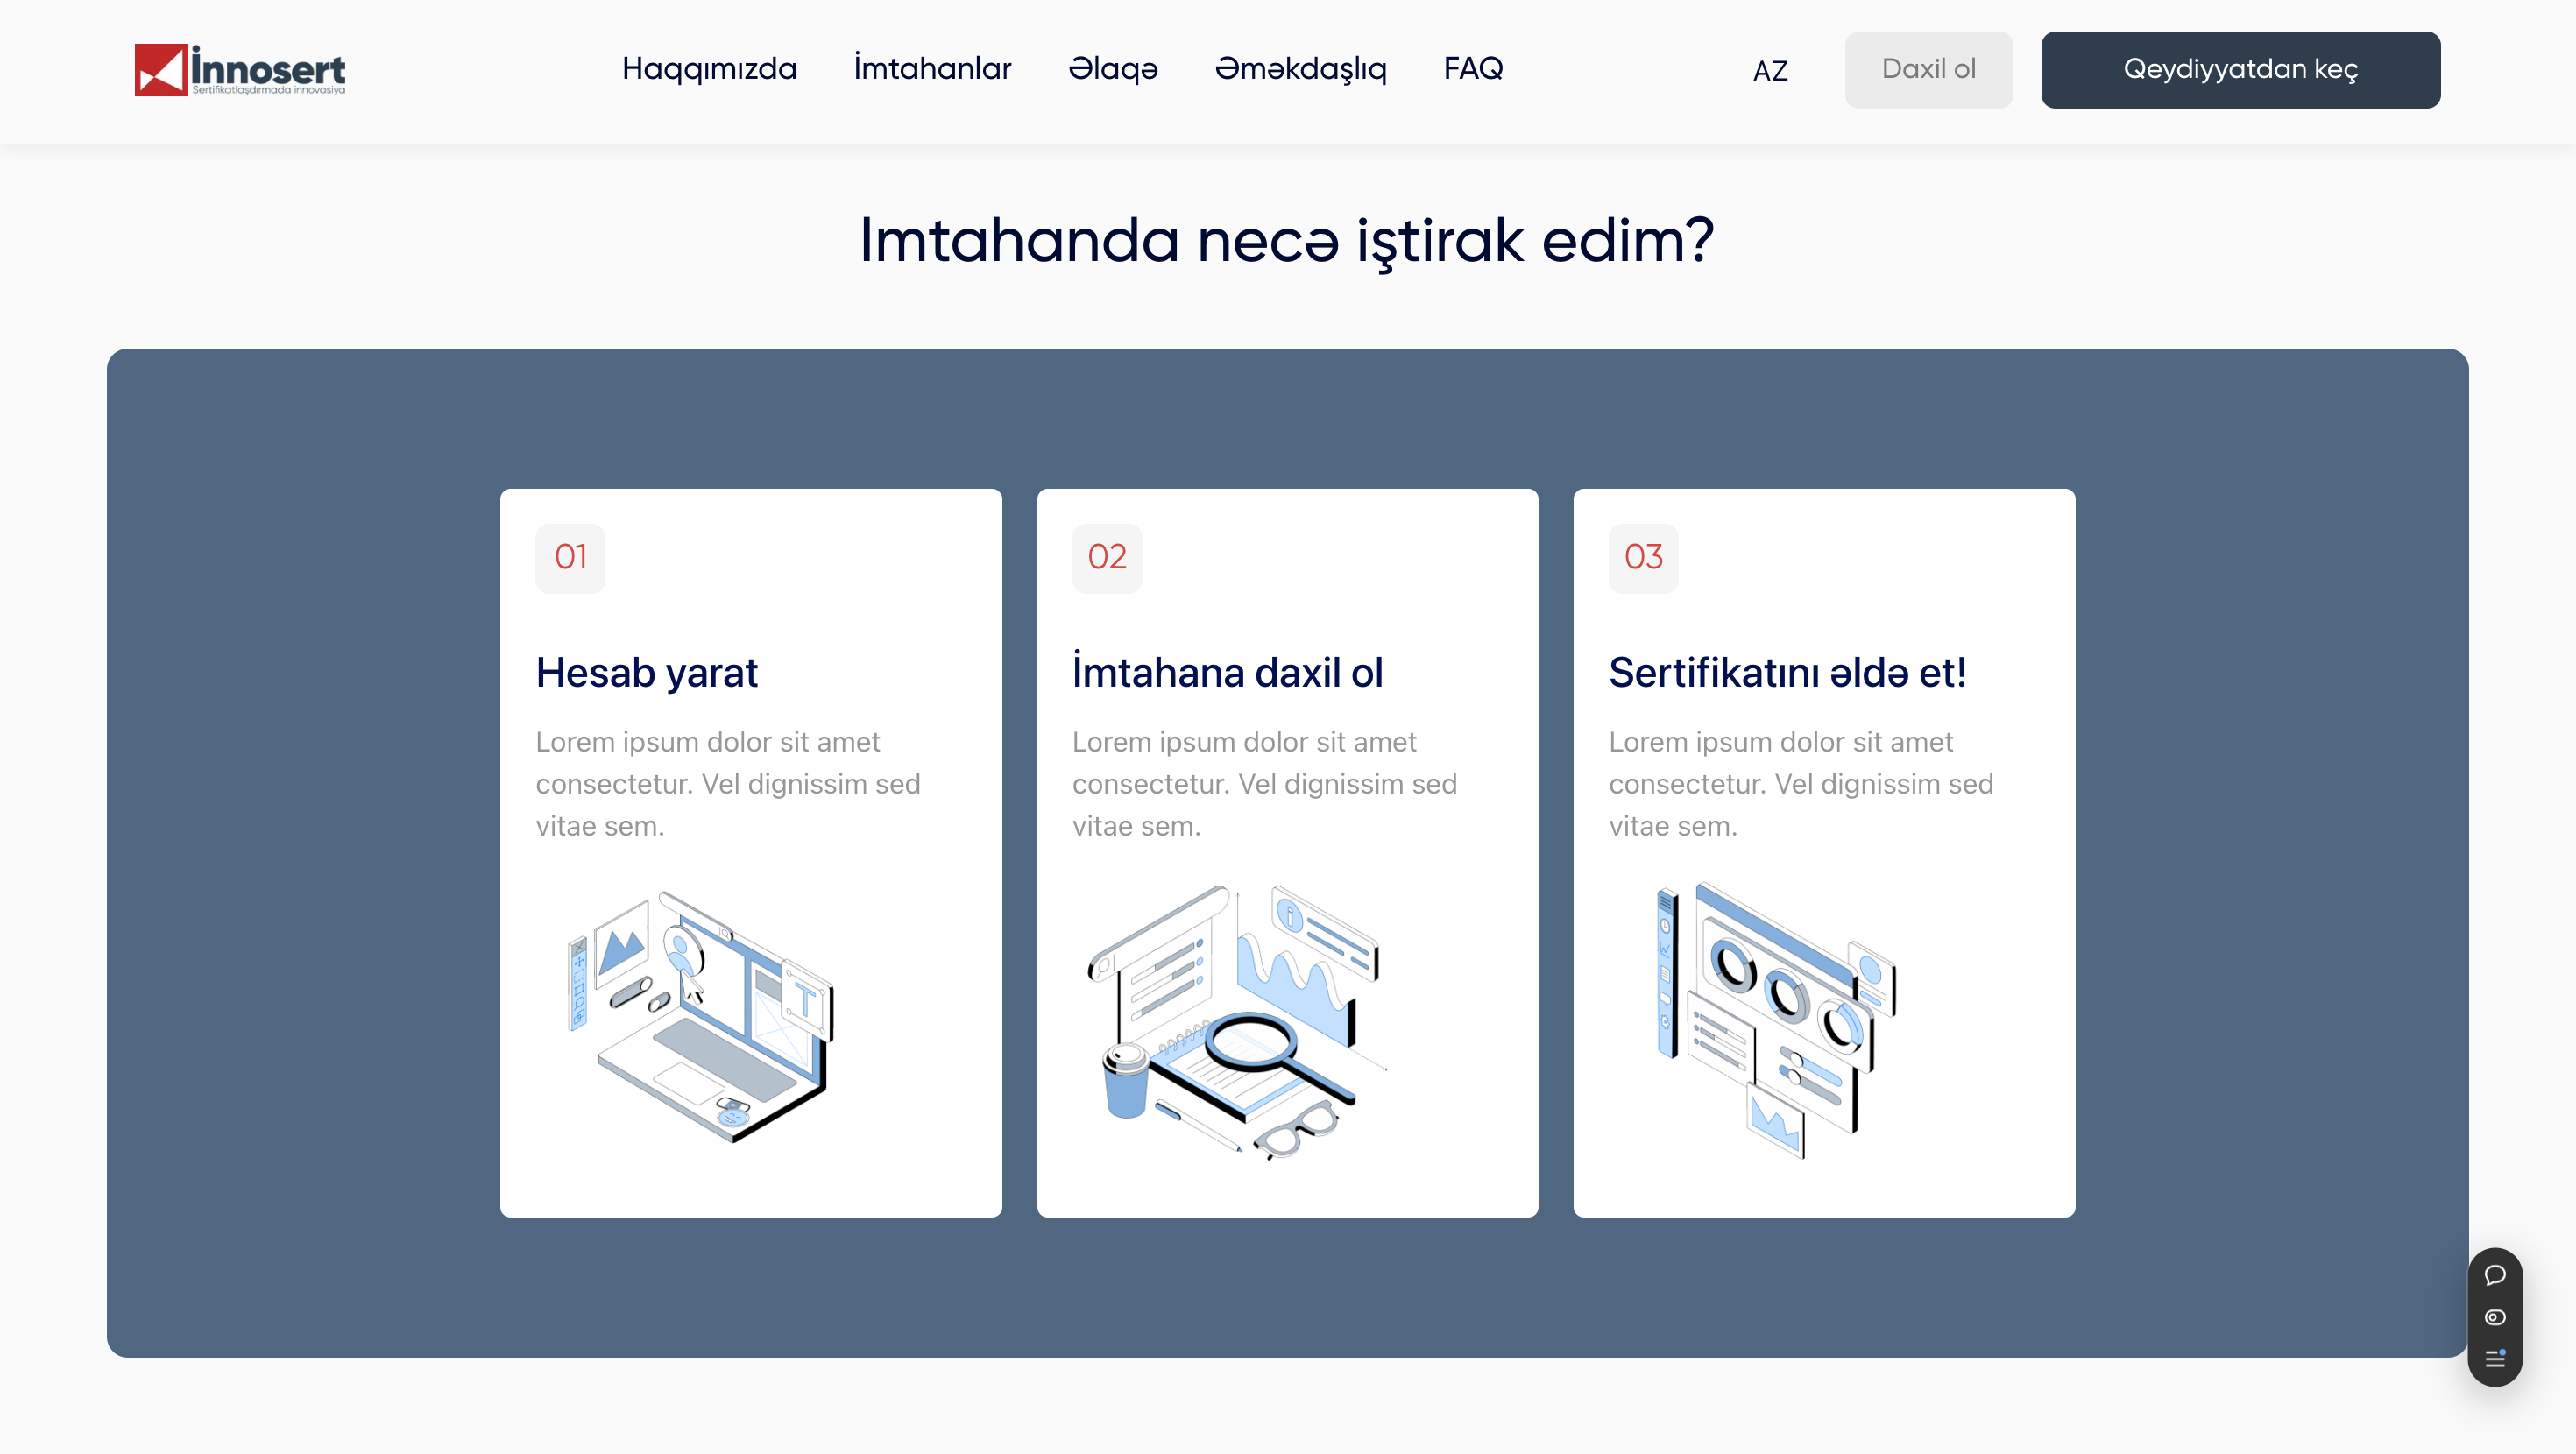 İnnosert
Sertifikatlaşdırmada innovasiya
Haqqımızda İmtahanlar Əlaqə Əməkdaşlıq FAQ
AZ
Daxil ol
Qeydiyyatdan keç
Imtahanda necə iştirak edim?
01
Hesab yarat
Lorem ipsum dolor sit amet
consectetur. Vel dignissim sed
vitae sem.
T
02
İmtahana daxil ol
Lorem ipsum dolor sit amet
consectetur. Vel dignissim sed
vitae sem.
i
03
Sertifikatını əldə et!
Lorem ipsum dolor sit amet
consectetur. Vel dignissim sed
vitae sem.